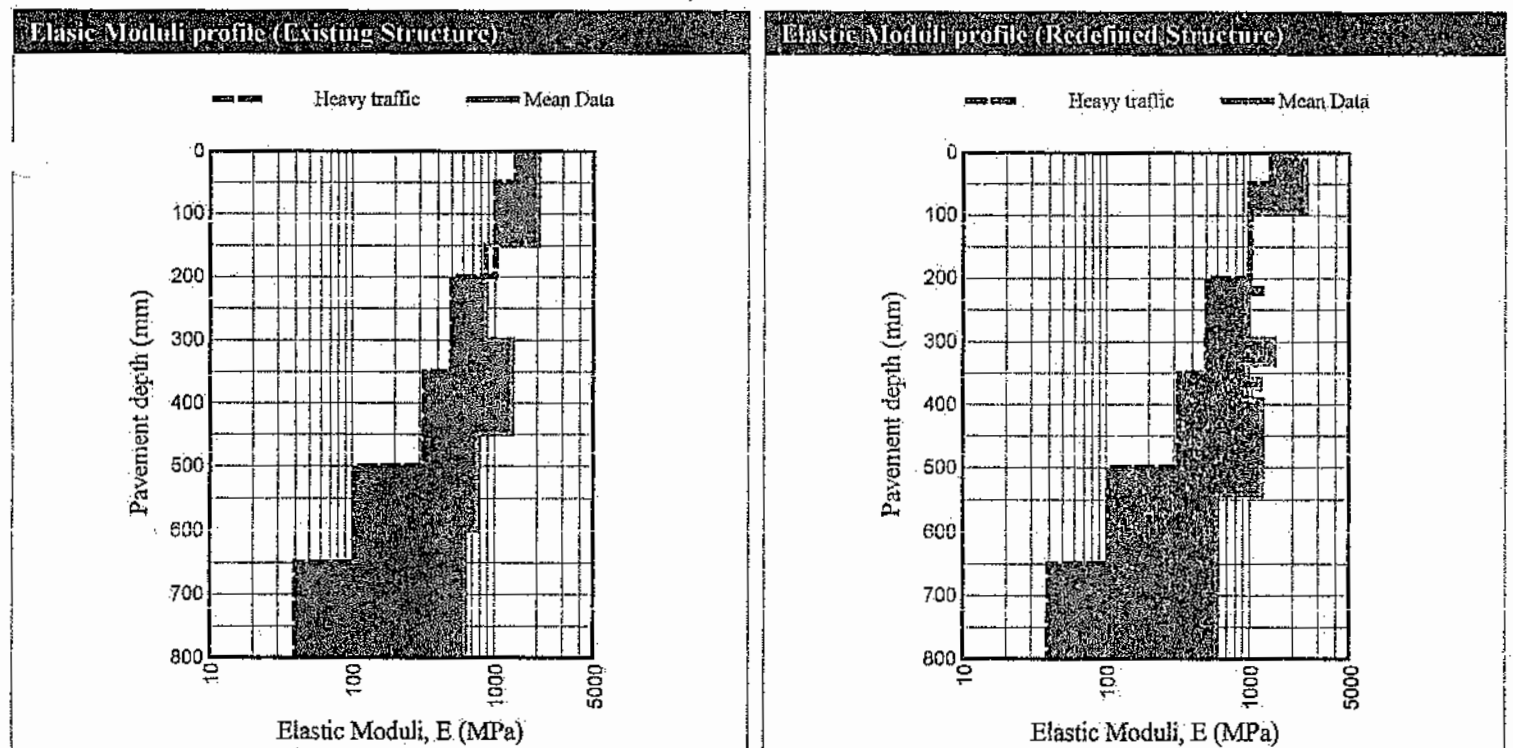 Elasic Moduli profile (Existing Structure)
Heavy traffic Mean Data
0
100
200
300
400
500
600
700
800
Pavement depth (mm)
10 100 1000 5000
Elastic Moduli, E (MPa)
Elastic Moduli profile (Redefined Structure)
Heavy traffic Mean Data
0
100
200
300
400
500
600
700
800
Pavement depth (mm)
10 100 1000 5000
Elastic Moduli, E (MPa)